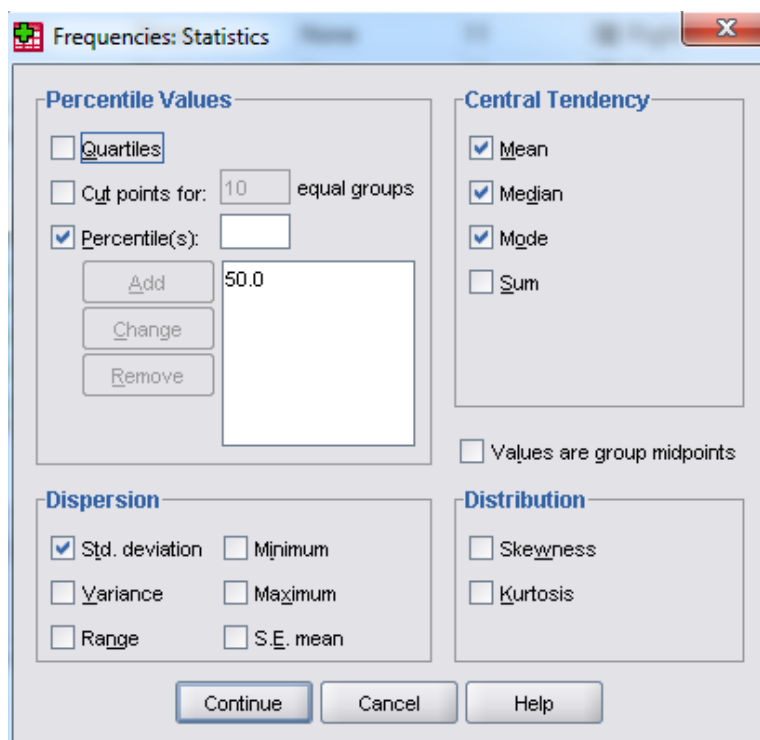 Frequencies: Statistics
Percentile Values
Quartiles
Cut points for: 10 equal groups
Percentile(s):
Add
50.0
Change
Remove
Central Tendency
Mean
Median
Mode
Sum
Values are group midpoints
Dispersion
Std. deviation Minimum
Variance Maximum
Range S.E. mean
Distribution
Skewness
Kurtosis
Continue Cancel Help